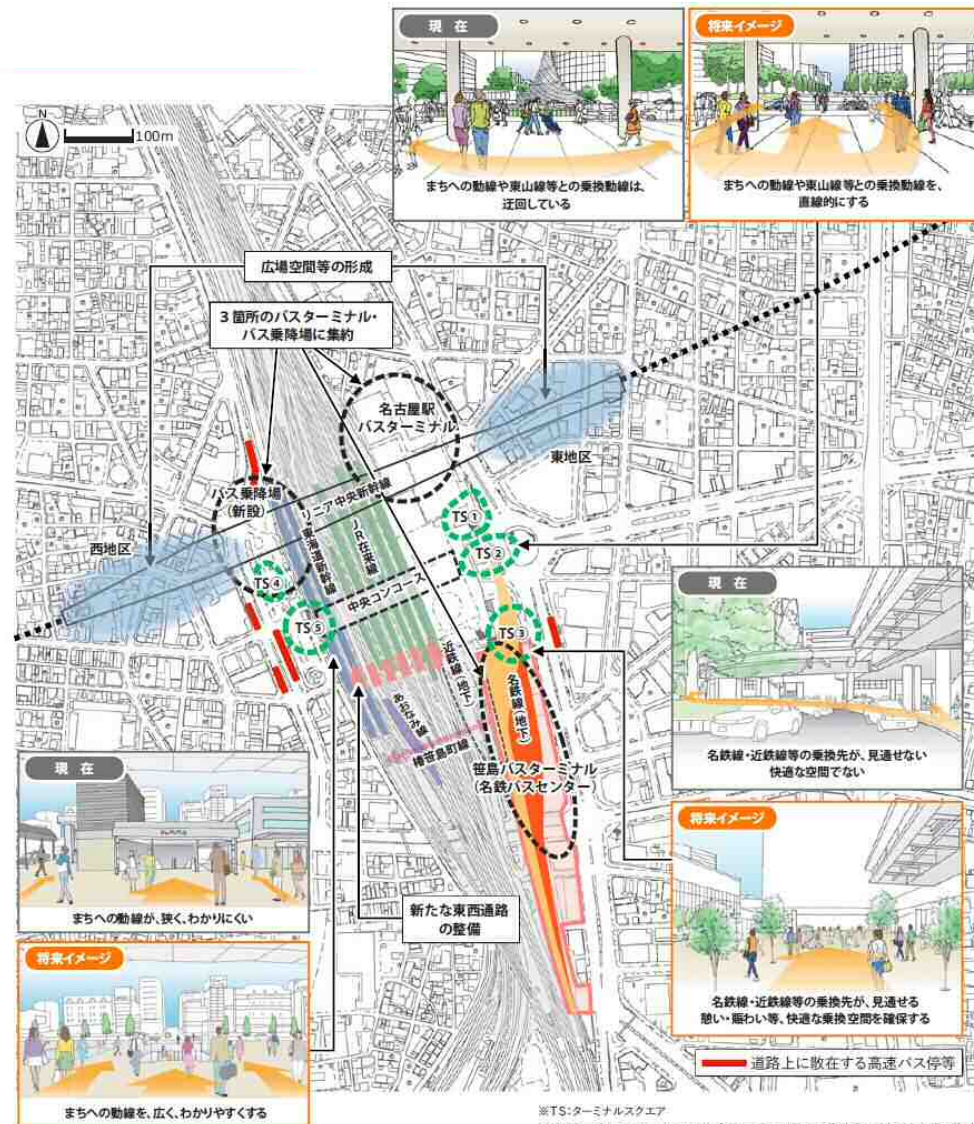 現在
まちへの動線や東山線等との乗換動線は、
迂回している
将来イメージ
まちへの動線や東山線等との乗換動線を、
直線的にする
N
100m
広場空間等の形成
3箇所のバスターミナル・
バス乗降場に集約
名古屋駅
バスターミナル
東地区
バス乗降場
(新設)
西地区
リニア中央新幹線
東海道新幹線
JR在来線
中央コンコース
TS①
TS②
TS④
TS⑤
TS③
近鉄線(地下)
名鉄線(地下)
あおなみ線
椿笹島町線
笹島バスターミナル
(名鉄バスセンター)
新たな東西通路
の整備
現在
名鉄線・近鉄線等の乗換先が、見通せない
快適な空間でない
将来イメージ
名鉄線・近鉄線等の乗換先が、見通せる
憩い・賑わい等、快適な乗換空間を確保する
現在
まちへの動線が、狭く、わかりにくい
将来イメージ
まちへの動線を、広く、わかりやすくする
道路上に散在する高速バス停等
※TS:ターミナルスクエア